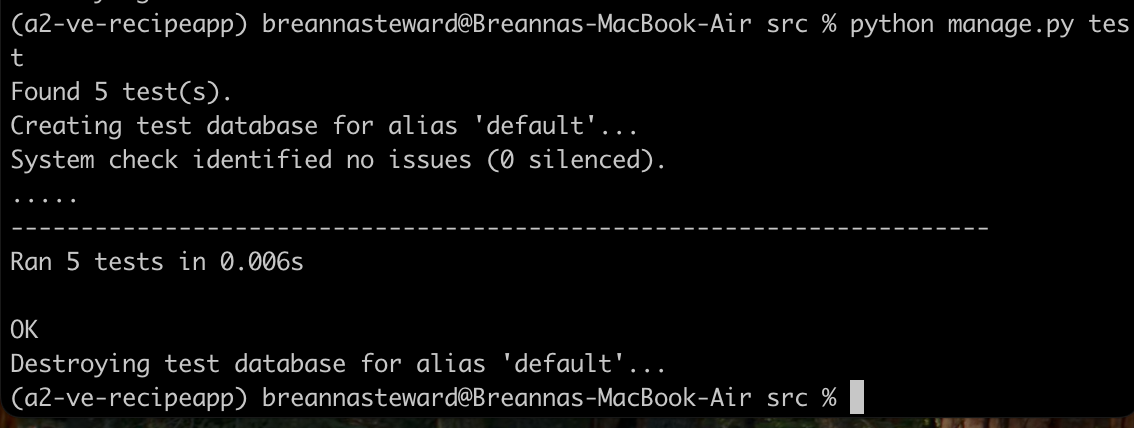 (a2-ve-recipeapp) breannasteward@Breannas-MacBook-Air src % python manage.py tes
t
Found 5 test(s).
Creating test database for alias 'default'...
System check identified no issues (0 silenced).
.....
----------------------------------------------------------------------
Ran 5 tests in 0.006s
OK
Destroying test database for alias 'default'...
(a2-ve-recipeapp) breannasteward@Breannas-MacBook-Air src %